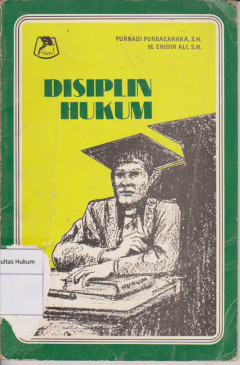 PURNADI PURBACARAKA, S.H.
M. CHIDIR ALI, S.H.
DISIPLIN
HUKUM
ultas Hukum